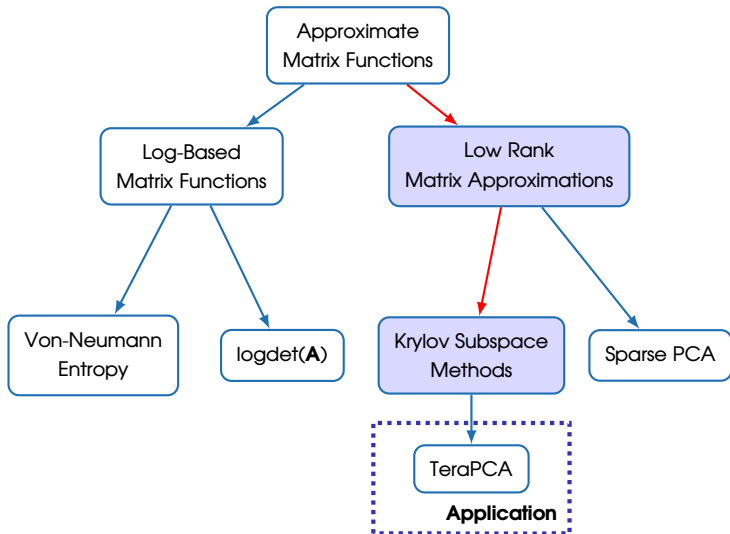 Approximate
Matrix Functions
Log-Based
Matrix Functions
Low Rank
Matrix Approximations
Von-Neumann
Entropy
logdet(A)
Krylov Subspace
Methods
Sparse PCA
TeraPCA
Application